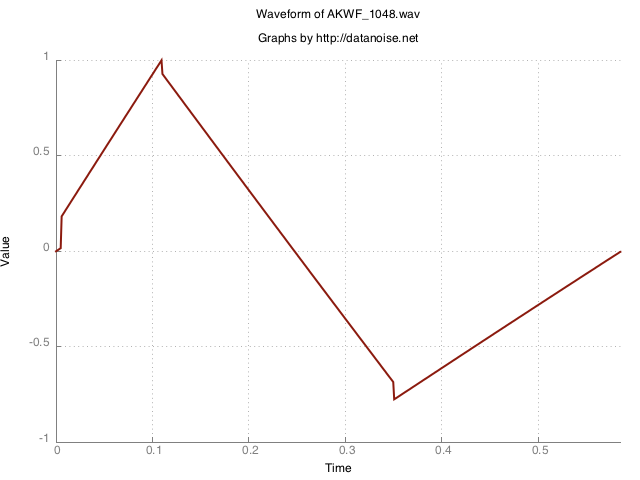 Waveform of AKWF_1048.wav
Graphs by http://datanoise.net
1
0.5
0
-0.5
-1
Value
0 0.1 0.2 0.3 0.4 0.5
Time